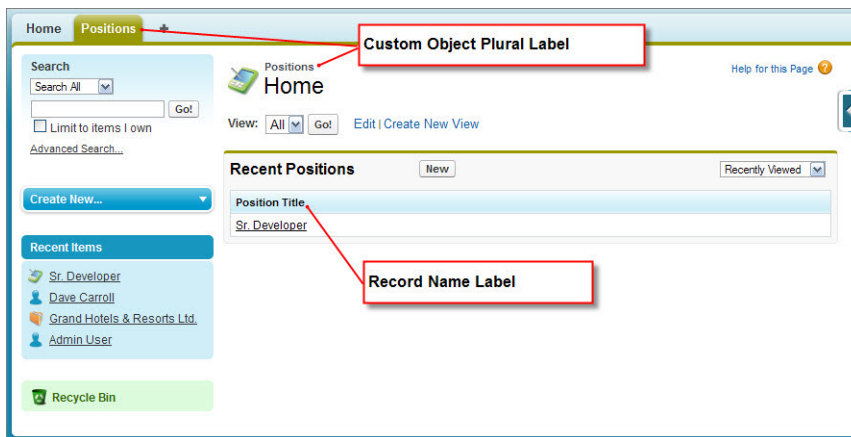 Home Positions +
Custom Object Plural Label
Search
Search All
Go!
Limit to items I own
Advanced Search...
Create New...
Recent Items
Sr. Developer
Dave Carroll
Grand Hotels & Resorts Ltd.
Admin User
Recycle Bin
Positions
Home
Help for this Page ?
View: All Go! Edit | Create New View
Recent Positions New Recently Viewed
Position Title
Sr. Developer
Record Name Label